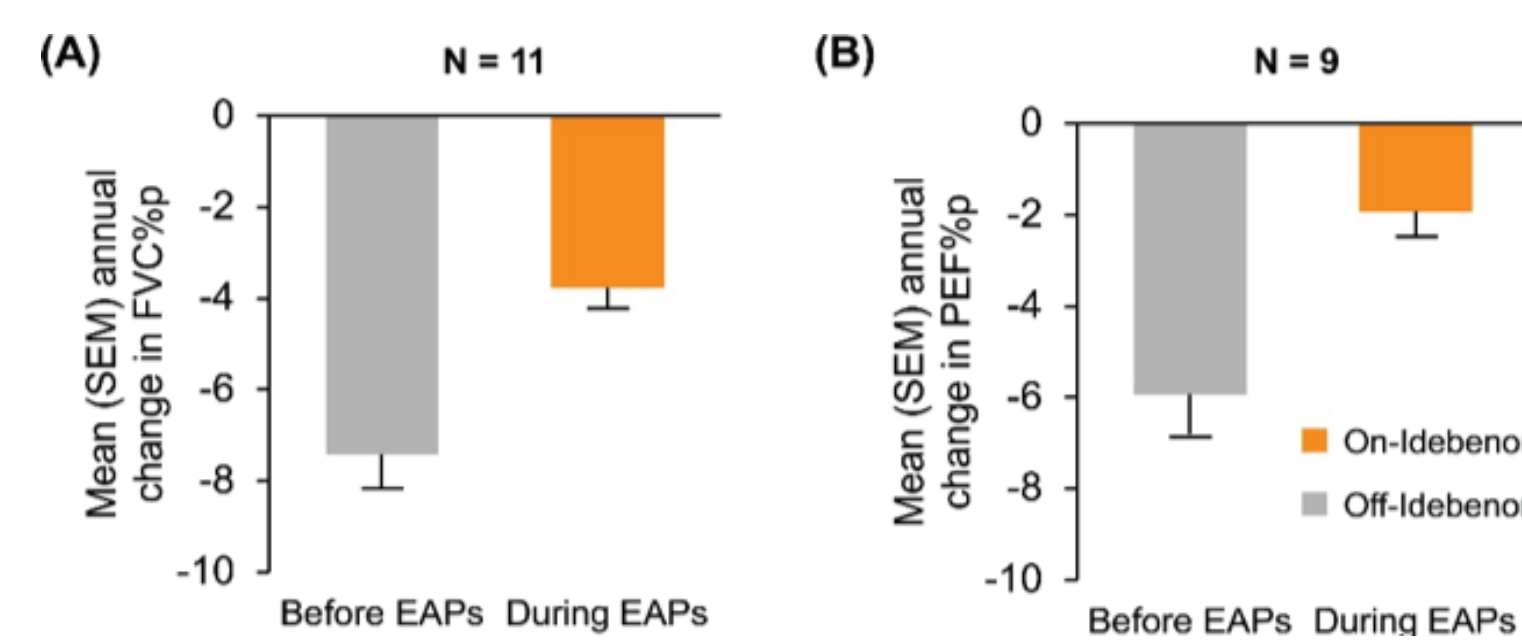 (A)
N = 11
0
-2
-4
-6
-8
-10
Mean (SEM) annual
change in FVC%p
Before EAPs During EAPs
(B)
N = 9
0
-2
-4
-6
-8
-10
Mean (SEM) annual
change in PEF%p
On-Idebeno
Off-Idebeno
Before EAPs During EAPs